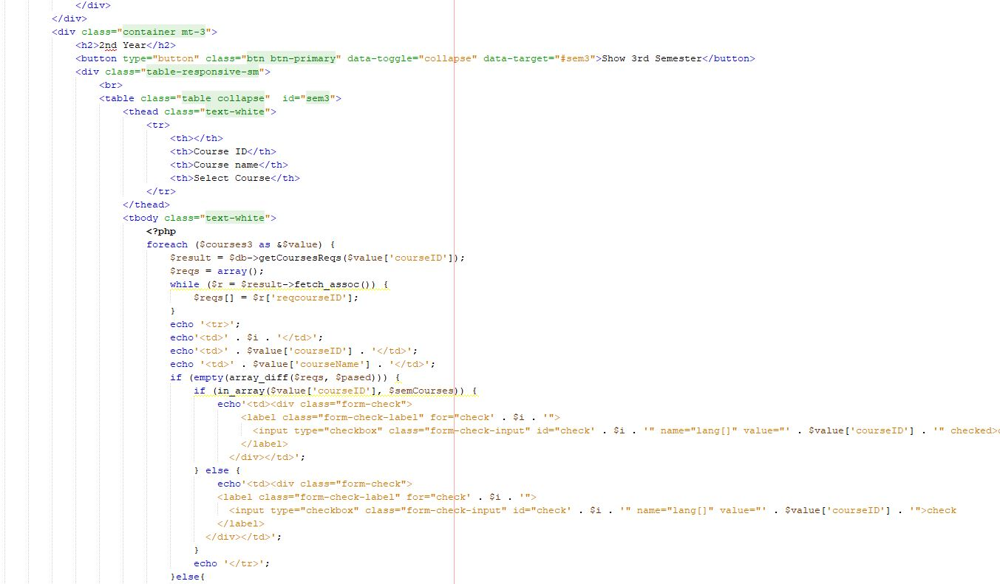 </div>
</div>
<div class="container mt-3">
<h2>2nd Year</h2>
<button type="button" class="btn btn-primary" data-toggle="collapse" data-target="#sem3">Show 3rd Semester</button>
<div class="table-responsive-sm">
<br>
<table class="table collapse"  id="sem3">
<thead class="text-white">
<tr>
<th></th>
<th>Course ID</th>
<th>Course name</th>
<th>Select Course</th>
</tr>
</thead>
<tbody class="text-white">
<?php
foreach ($courses3 as &$value) {
$result = $db->getCoursesReqs($value['courseID']);
$reqs = array();
while ($r = $result->fetch_assoc()) {
$reqs[] = $r['reqcourseID'];
}
echo '<tr>';
echo'<td>' . $i . '</td>';
echo'<td>' . $value['courseID'] . '</td>';
echo '<td>' . $value['courseName'] . '</td>';
if (empty(array_diff($reqs, $pased))) {
if (in_array($value['courseID'], $semCourses)) {
echo'<td><div class="form-check">
<label class="form-check-label" for="check' . $i . '">
<input type="checkbox" class="form-check-input" id="check' . $i . '" name="lang[]" value="' . $value['courseID'] . '" checked>
</label>
</div></td>';
} else {
echo'<td><div class="form-check">
<label class="form-check-label" for="check' . $i . '">
<input type="checkbox" class="form-check-input" id="check' . $i . '" name="lang[]" value="' . $value['courseID'] . '">check
</label>
</div></td>';
}
echo '</tr>';
}else{